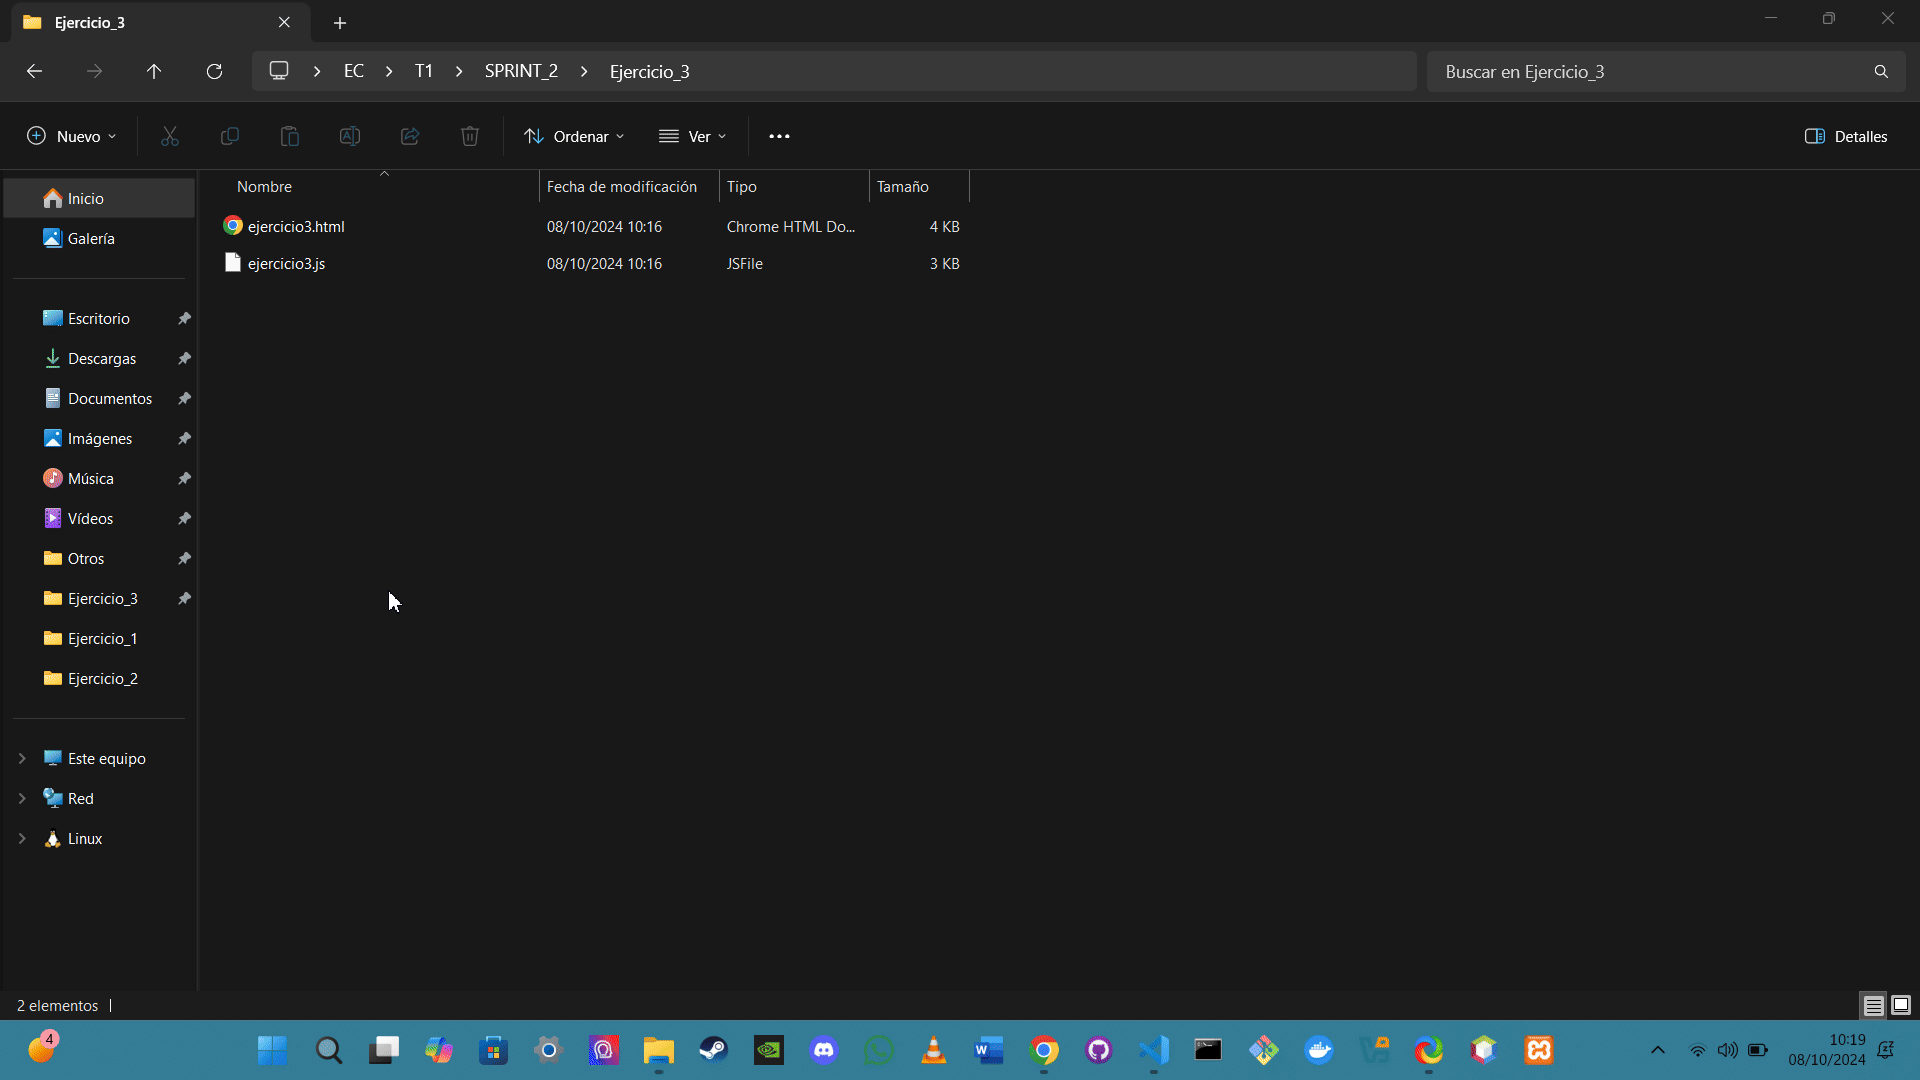 Ejercicio_3
EC T1 SPRINT_2 Ejercicio_3 Buscar en Ejercicio_3
Nuevo Ordenar Ver Detalles
Nombre Fecha de modificación Tipo Tamaño
Inicio
ejercicio3.html 08/10/2024 10:16 Chrome HTML Do... 4 KB
Galería
ejercicio3.js 08/10/2024 10:16 JSFile 3 KB
Escritorio
Descargas
Documentos
Imágenes
Música
Vídeos
Otros
Ejercicio_3
Ejercicio_1
Ejercicio_2
Este equipo
Red
Linux
2 elementos
4
10:19
08/10/2024